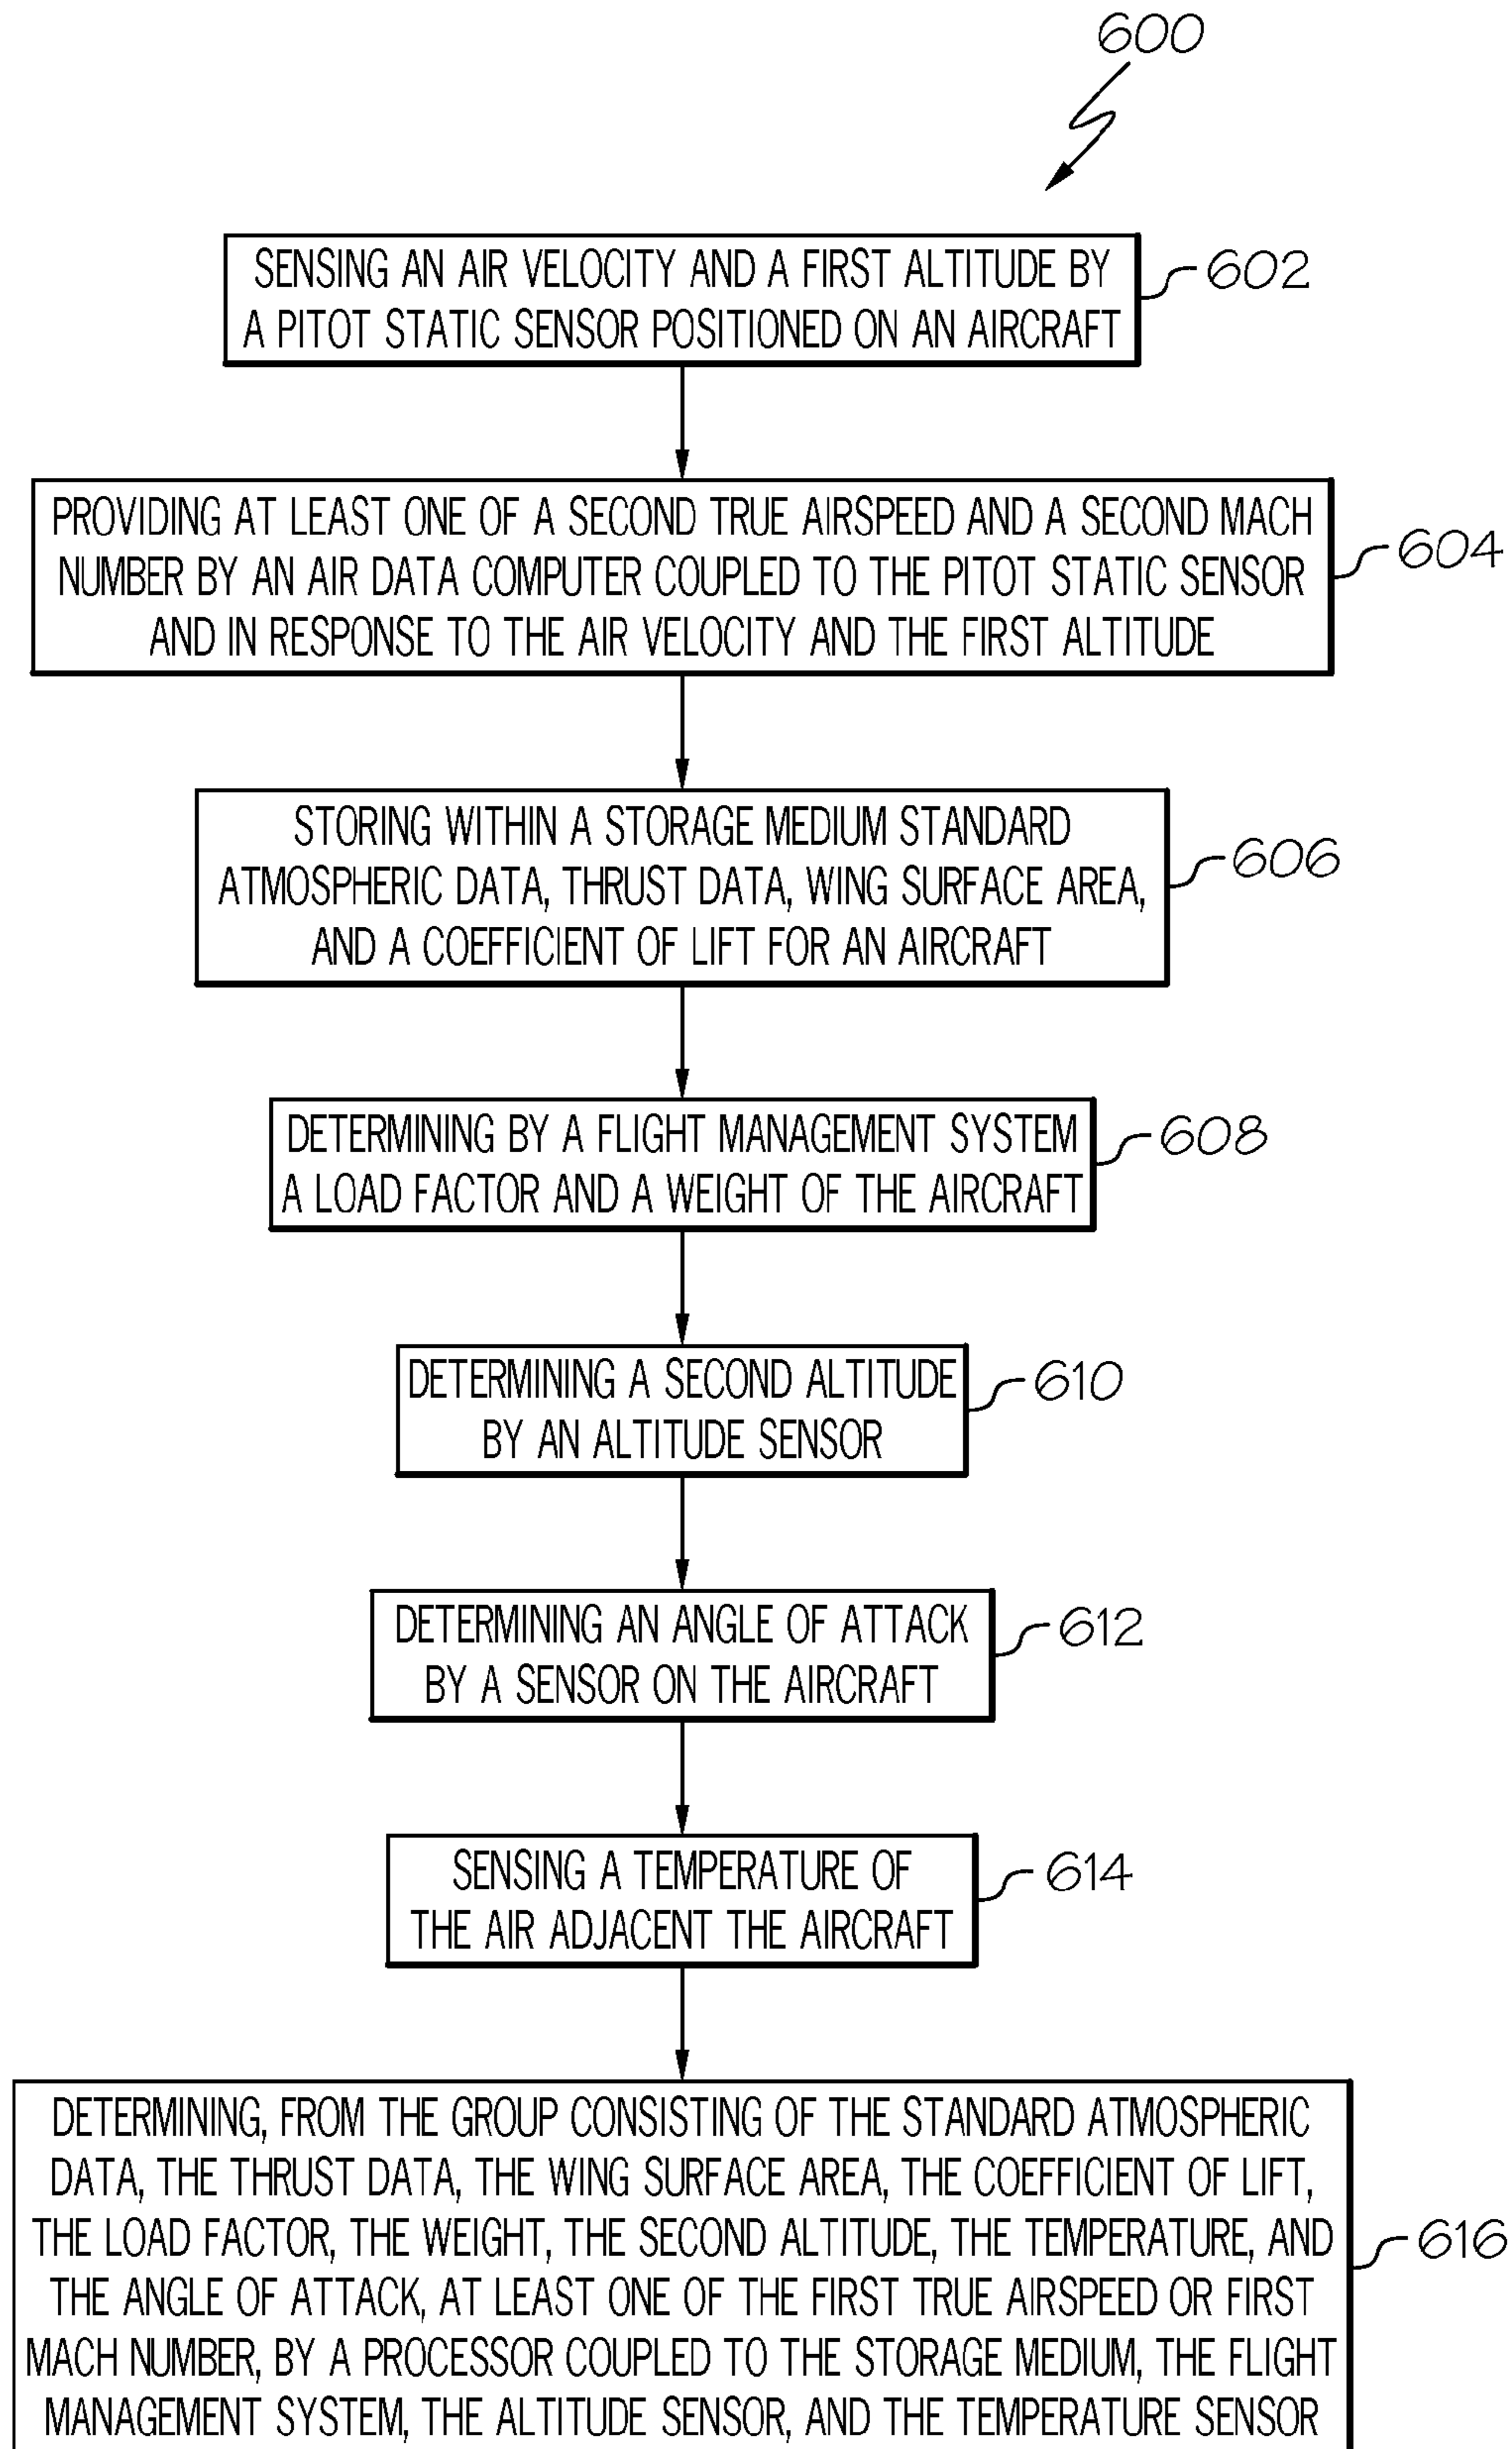 600
SENSING AN AIR VELOCITY AND A FIRST ALTITUDE BY
A PITOT STATIC SENSOR POSITIONED ON AN AIRCRAFT
602
PROVIDING AT LEAST ONE OF A SECOND TRUE AIRSPEED AND A SECOND MACH
NUMBER BY AN AIR DATA COMPUTER COUPLED TO THE PITOT STATIC SENSOR
AND IN RESPONSE TO THE AIR VELOCITY AND THE FIRST ALTITUDE
604
STORING WITHIN A STORAGE MEDIUM STANDARD
ATMOSPHERIC DATA, THRUST DATA, WING SURFACE AREA,
AND A COEFFICIENT OF LIFT FOR AN AIRCRAFT
606
DETERMINING BY A FLIGHT MANAGEMENT SYSTEM
A LOAD FACTOR AND A WEIGHT OF THE AIRCRAFT
608
DETERMINING A SECOND ALTITUDE
BY AN ALTITUDE SENSOR
610
DETERMINING AN ANGLE OF ATTACK
BY A SENSOR ON THE AIRCRAFT
612
SENSING A TEMPERATURE OF
THE AIR ADJACENT THE AIRCRAFT
614
DETERMINING, FROM THE GROUP CONSISTING OF THE STANDARD ATMOSPHERIC
DATA, THE THRUST DATA, THE WING SURFACE AREA, THE COEFFICIENT OF LIFT,
THE LOAD FACTOR, THE WEIGHT, THE SECOND ALTITUDE, THE TEMPERATURE, AND
THE ANGLE OF ATTACK, AT LEAST ONE OF THE FIRST TRUE AIRSPEED OR FIRST
MACH NUMBER, BY A PROCESSOR COUPLED TO THE STORAGE MEDIUM, THE FLIGHT
MANAGEMENT SYSTEM, THE ALTITUDE SENSOR, AND THE TEMPERATURE SENSOR
616